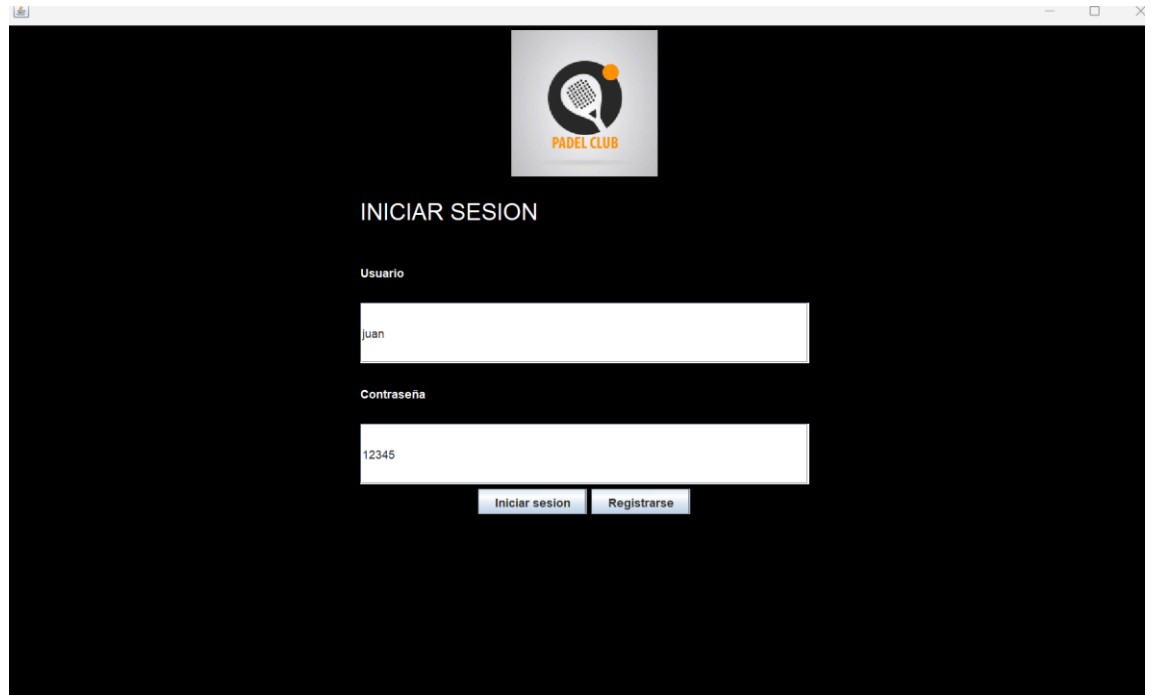 PADEL CLUB
INICIAR SESION
Usuario
juan
Contraseña
12345
Iniciar sesion Registrarse